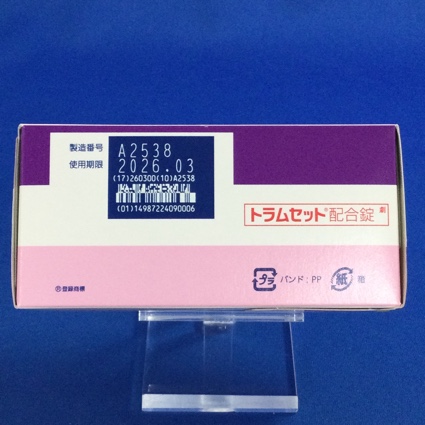 製造番号 A2538
使用期限 2026.03
(17)260300(10)A2538
(01)14987224090006
トラムセット®配合錠 劇
プラ バンド:PP 紙 箱
®登録商標